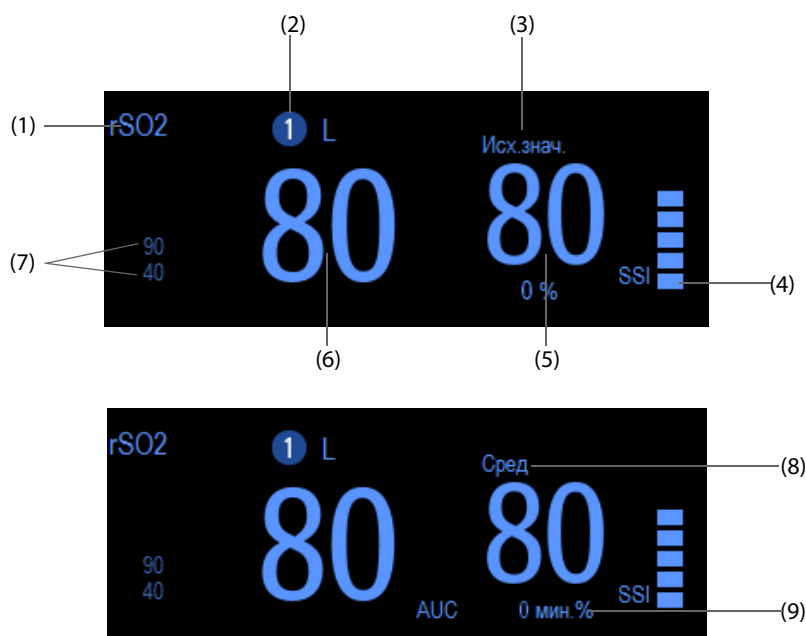 (2)
(3)
(1)
rSO2
1 L
Исх.знач.
80
80
(7)
90
40
0 %
SSI
(4)
(6)
(5)
rSO2
1 L
Сред
(8)
80
80
90
40
AUC
0 мин.%
SSI
(9)